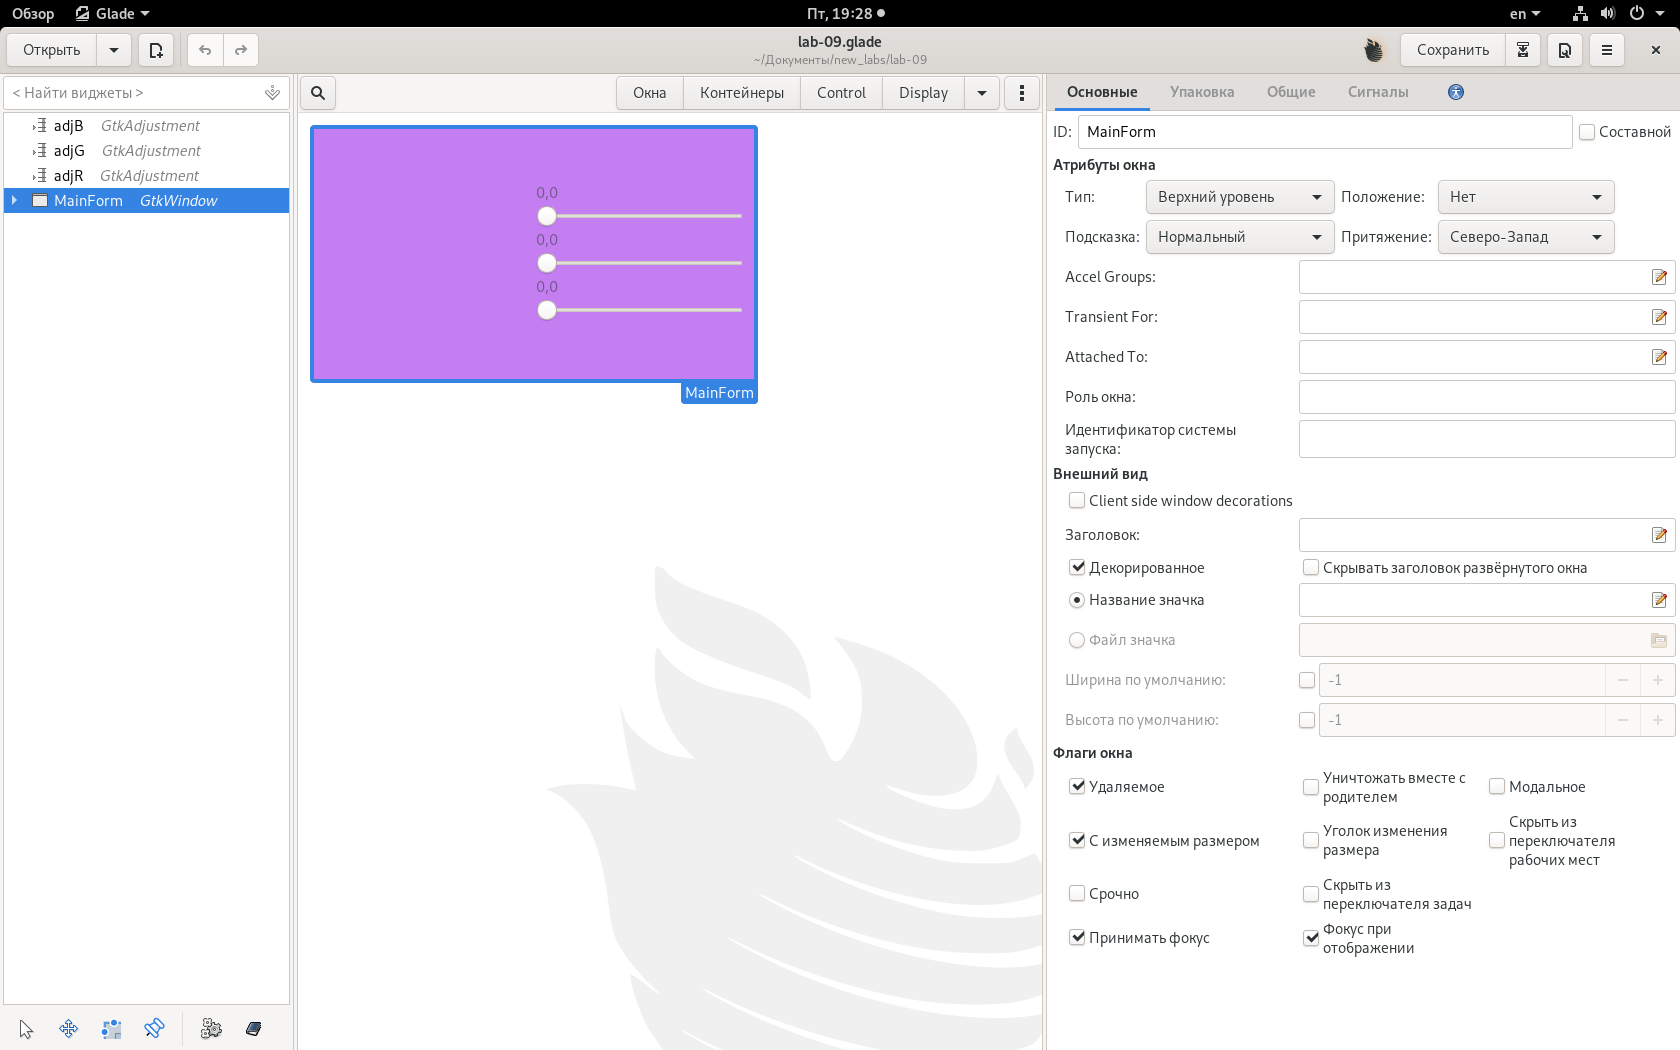 Обзор Glade Пт, 19:28 en
Открыть lab-09.glade Сохранить
~/Документы/new_labs/lab-09
< Найти виджеты > Окна Контейнеры Control Display Основные Упаковка Общие Сигналы
adjB GtkAdjustment
adjG GtkAdjustment
adjR GtkAdjustment
MainForm GtkWindow
0,0
0,0
0,0
MainForm
ID: MainForm Составной
Атрибуты окна
Тип: Верхний уровень Положение: Нет
Подсказка: Нормальный Притяжение: Северо-Запад
Accel Groups:
Transient For:
Attached To:
Роль окна:
Идентификатор системы
запуска:
Внешний вид
Client side window decorations
Заголовок:
Декорированное Скрывать заголовок развёрнутого окна
Название значка
Файл значка
Ширина по умолчанию: -1
Высота по умолчанию: -1
Флаги окна
Удаляемое Уничтожать вместе с
родителем Модальное
С изменяемым размером Уголок изменения
размера Скрыть из
переключателя
рабочих мест
Срочно Скрыть из
переключателя задач
Принимать фокус Фокус при
отображении